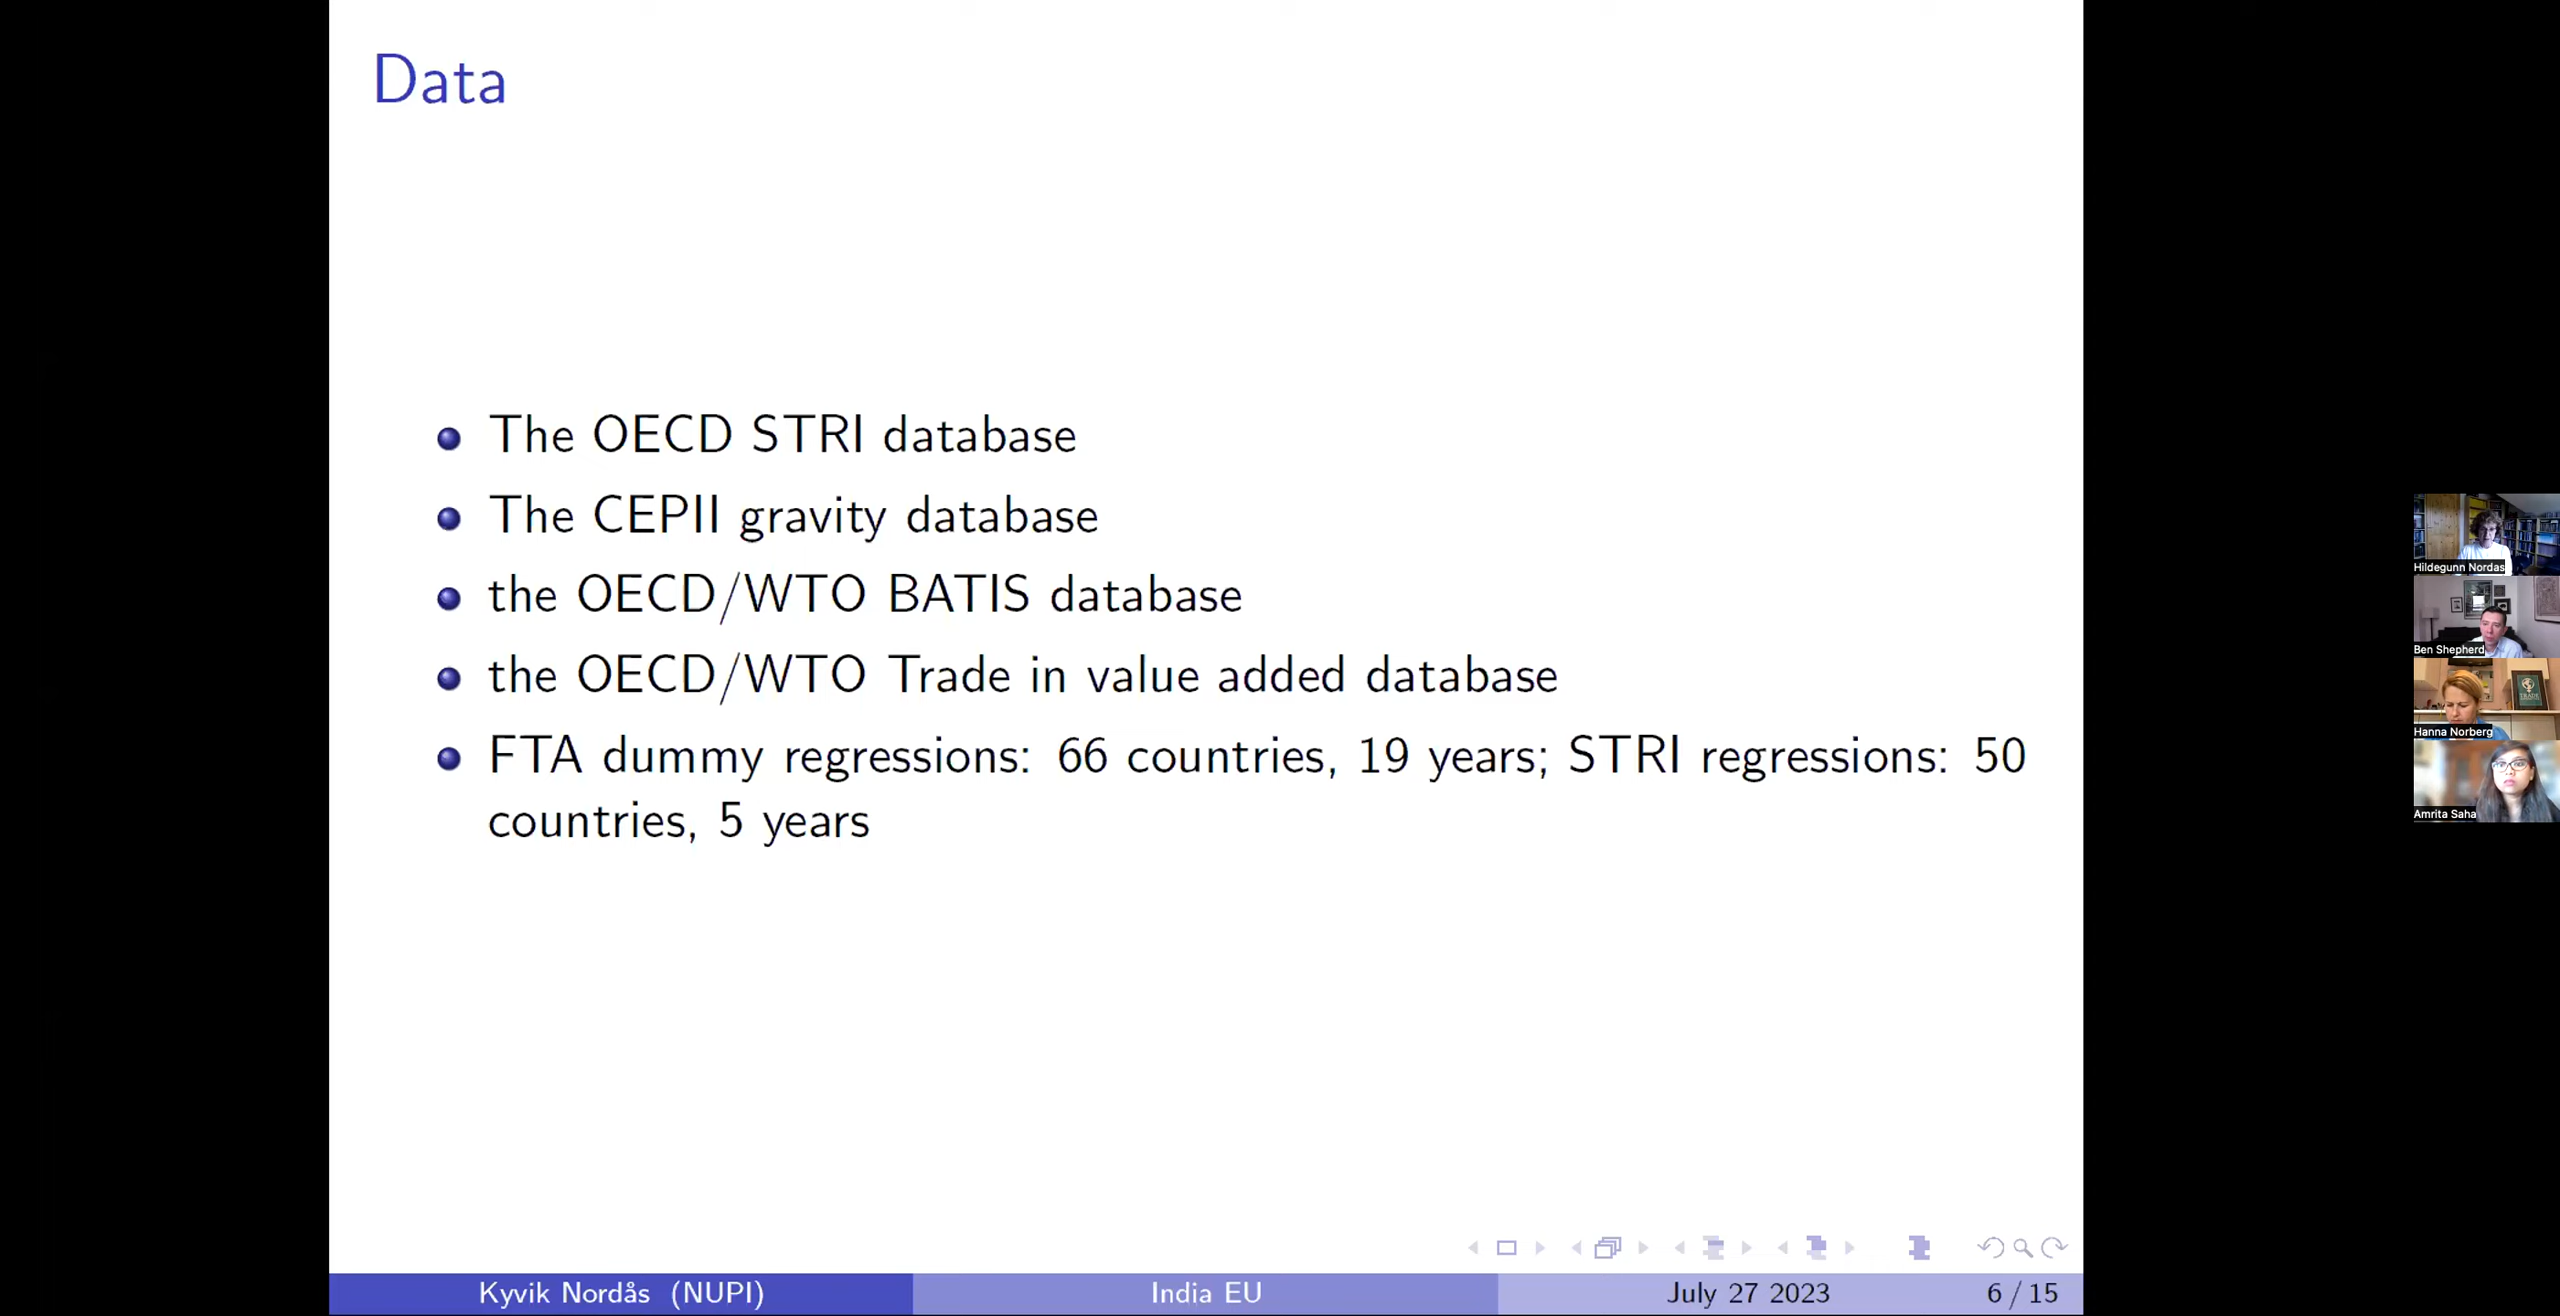 Data
The OECD STRI database
The CEPII gravity database
the OECD/WTO BATIS database
the OECD/WTO Trade in value added database
FTA dummy regressions: 66 countries, 19 years; STRI regressions: 50
countries, 5 years
Kyvik Nordås (NUPI)
India EU
July 27 2023
6 / 15
Hildegunn Nordas
Ben Shepherd
TRADE
Hanna Norberg
Amrita Saha